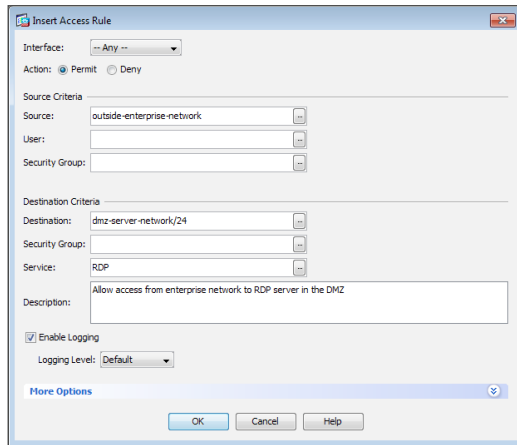 Insert Access Rule
Interface: -- Any --
Action: Permit Deny
Source Criteria
Source: outside-enterprise-network
User:
Security Group:
Destination Criteria
Destination: dmz-server-network/24
Security Group:
Service: RDP
Description: Allow access from enterprise network to RDP server in the DMZ
Enable Logging
Logging Level: Default
More Options
OK Cancel Help